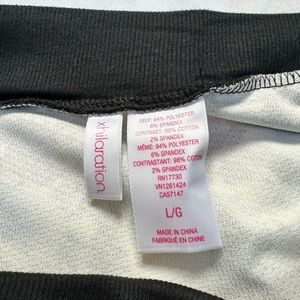 xhilaration.
SELF: 94% POLYESTER
6% SPANDEX
CONTRAST: 98% COTTON
2% SPANDEX
MÊME: 94% POLYESTER
6% SPANDEX
CONTRASTANT: 98% COTON
2% SPANDEX
RN17730
VN1261424
CA57147
L/G
MADE IN CHINA
FABRIQUÉ EN CHINE